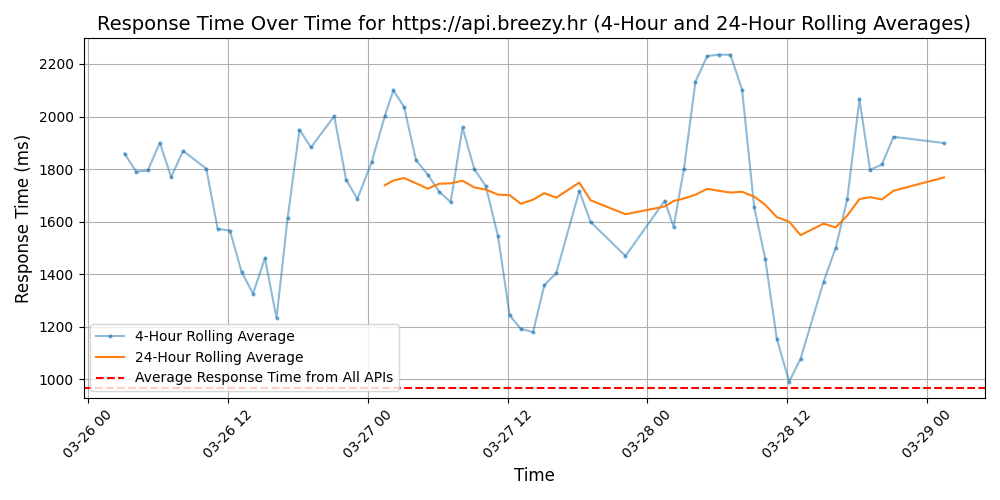 Response Time Over Time for https://api.breezy.hr (4-Hour and 24-Hour Rolling Averages)
Response Time (ms)
2200
2000
1800
1600
1400
1200
1000
4-Hour Rolling Average
24-Hour Rolling Average
Average Response Time from All APIs
03-26 00
03-26 12
03-27 00
03-27 12
03-28 00
03-28 12
03-29 00
Time